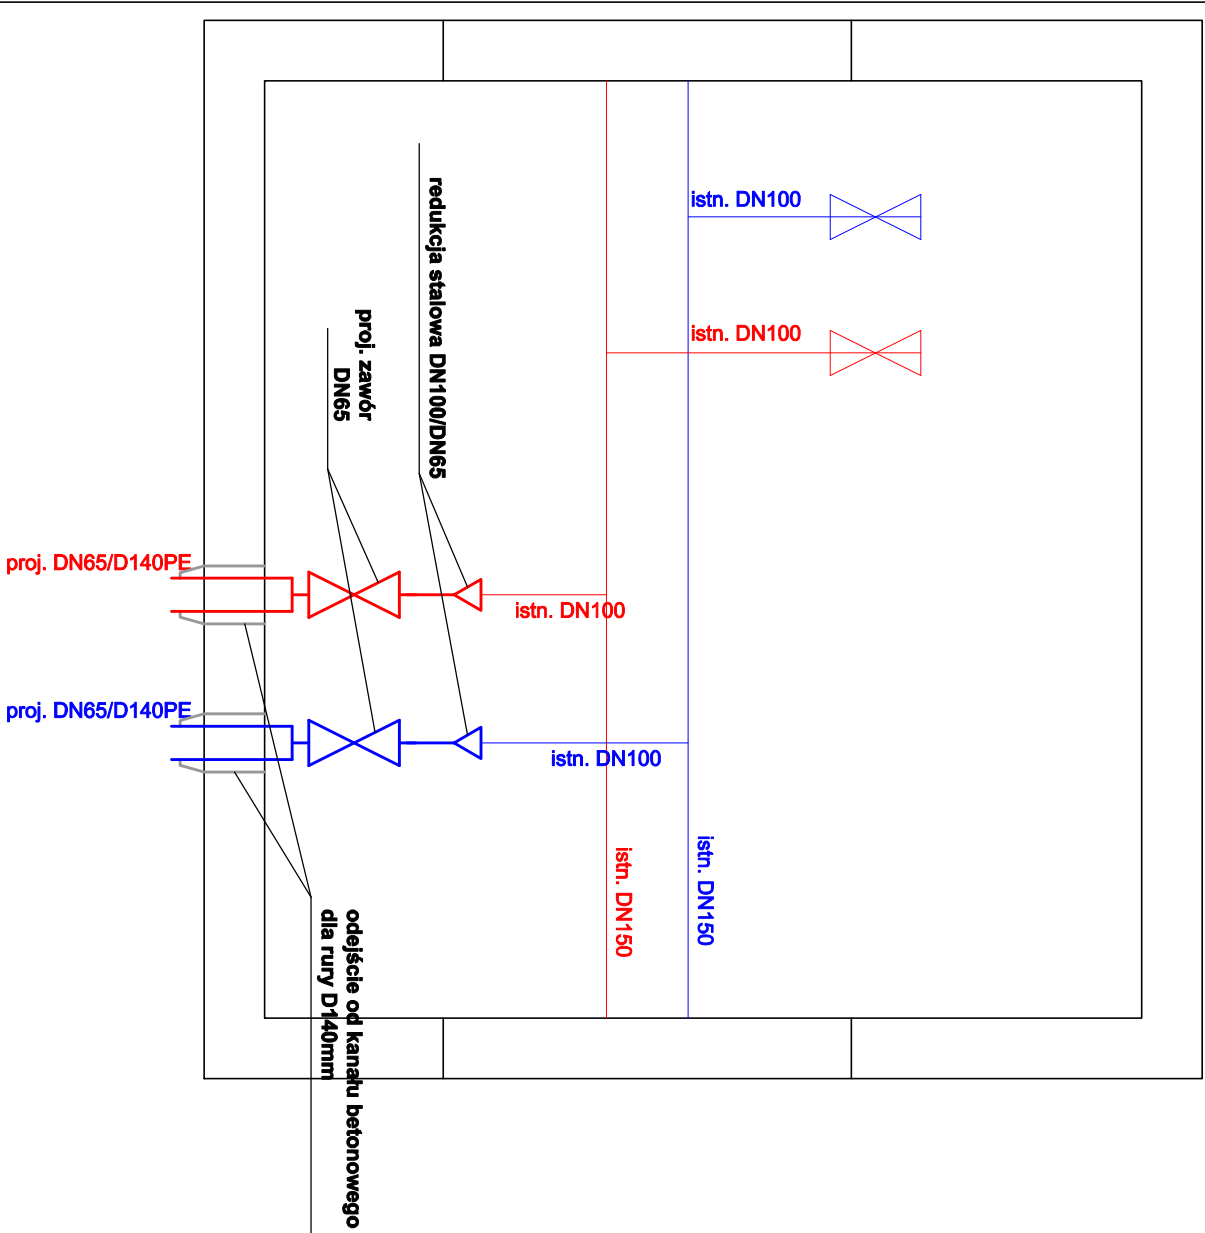 istn. DN100
istn. DN100
redukcja stalowa DN100/DN65
proj. zawór
DN65
proj. DN65/D140PE
istn. DN100
proj. DN65/D140PE
istn. DN100
istn. DN150
istn. DN150
odejście od kanału betonowego
dla rury D140mm